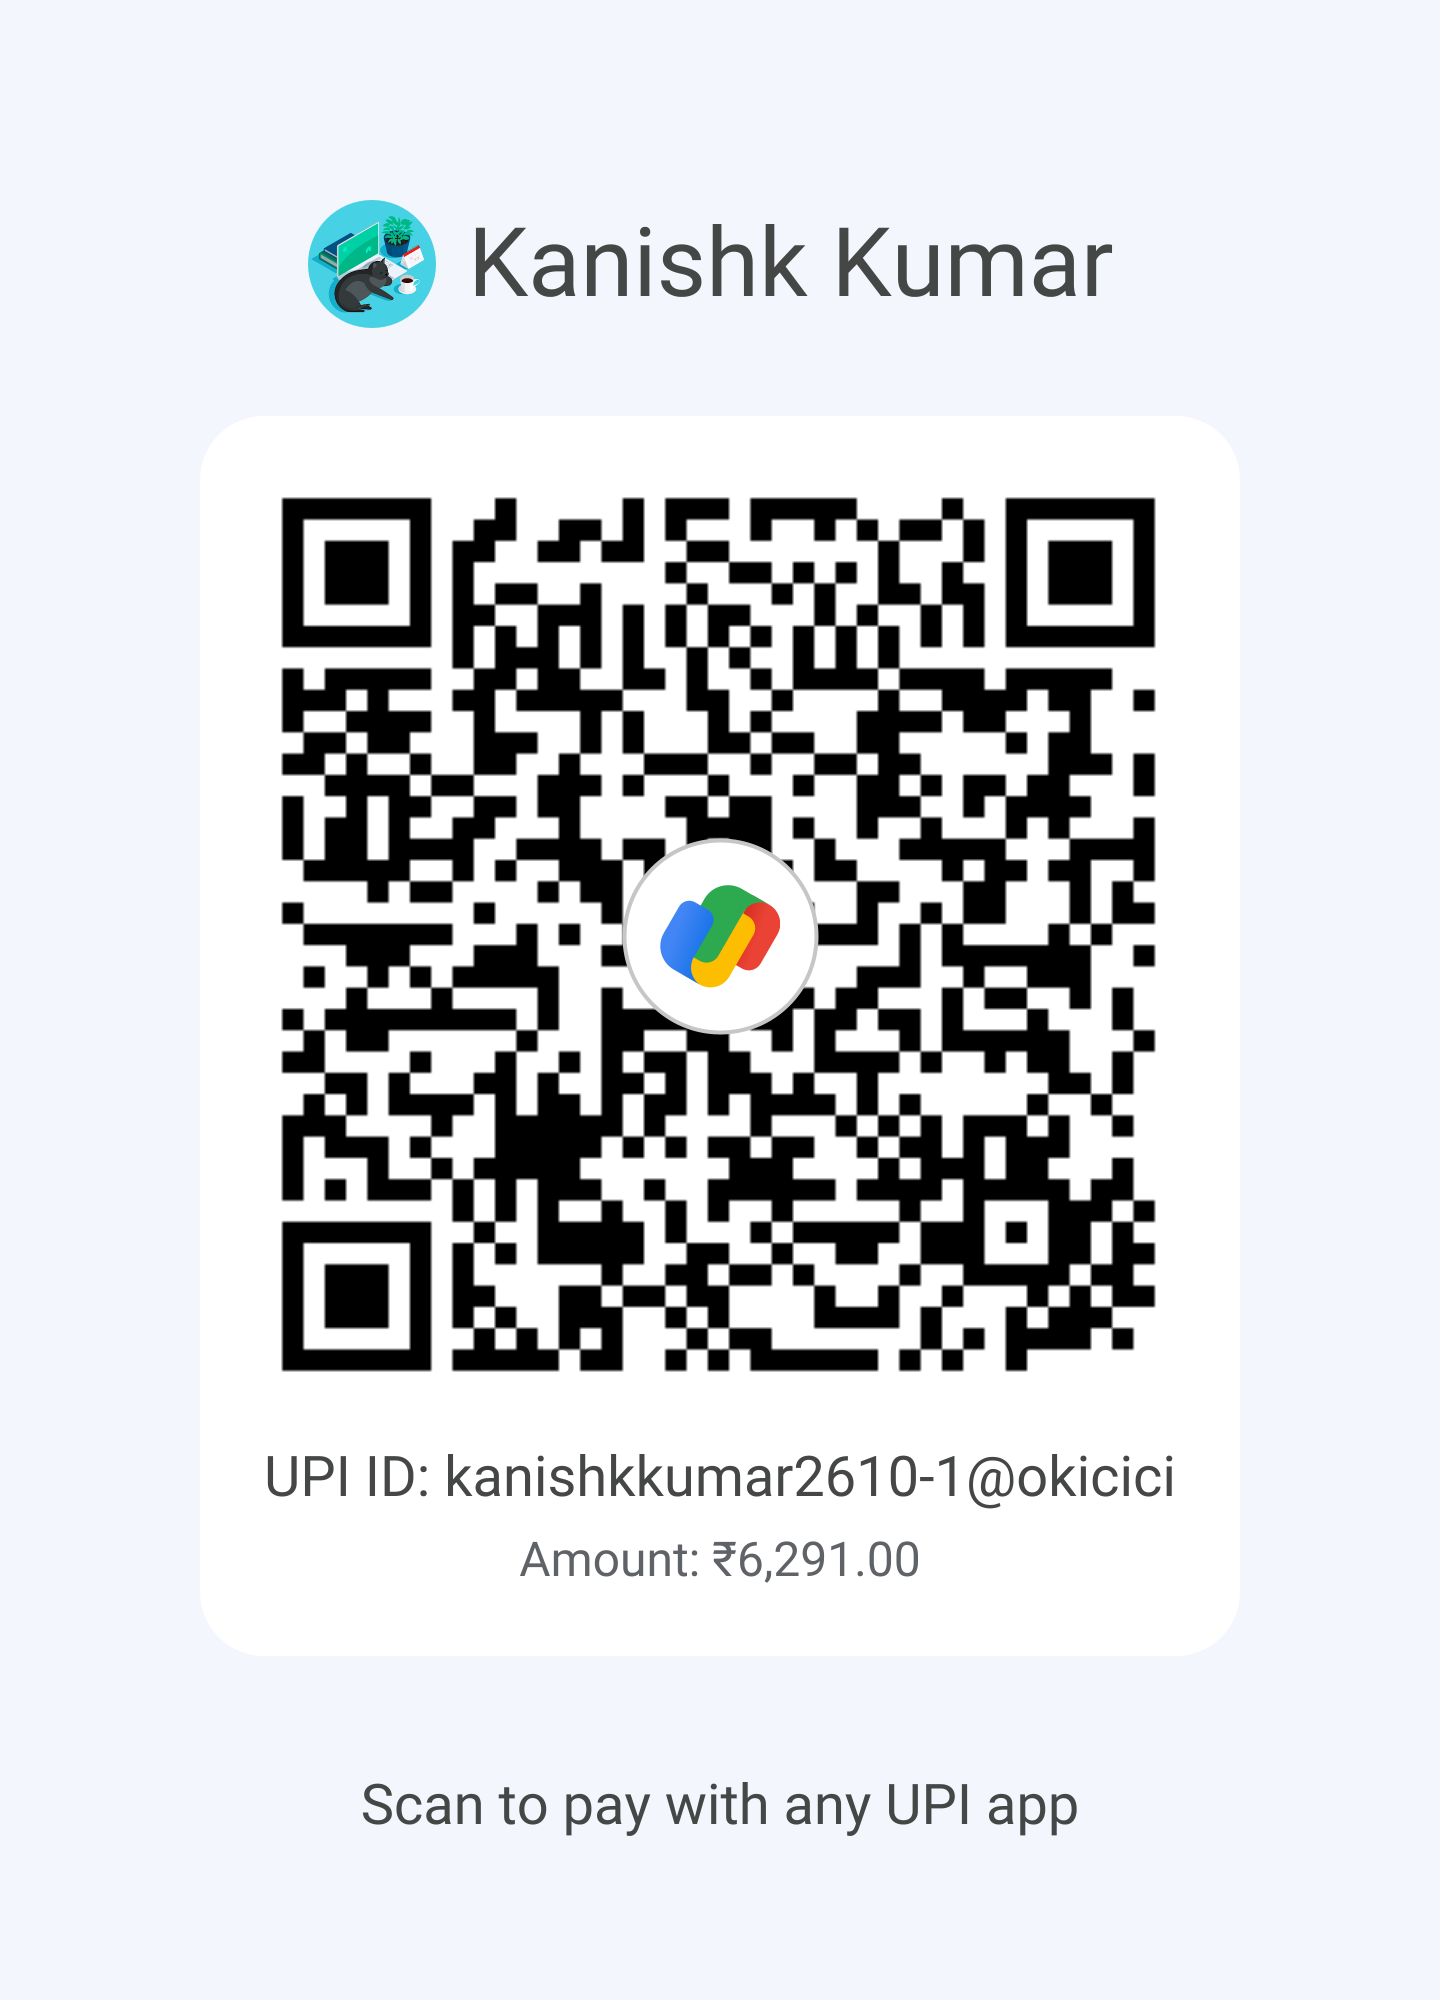 Kanishk Kumar
UPI ID: kanishkkumar2610-1@okicici
Amount: ₹6,291.00
Scan to pay with any UPI app